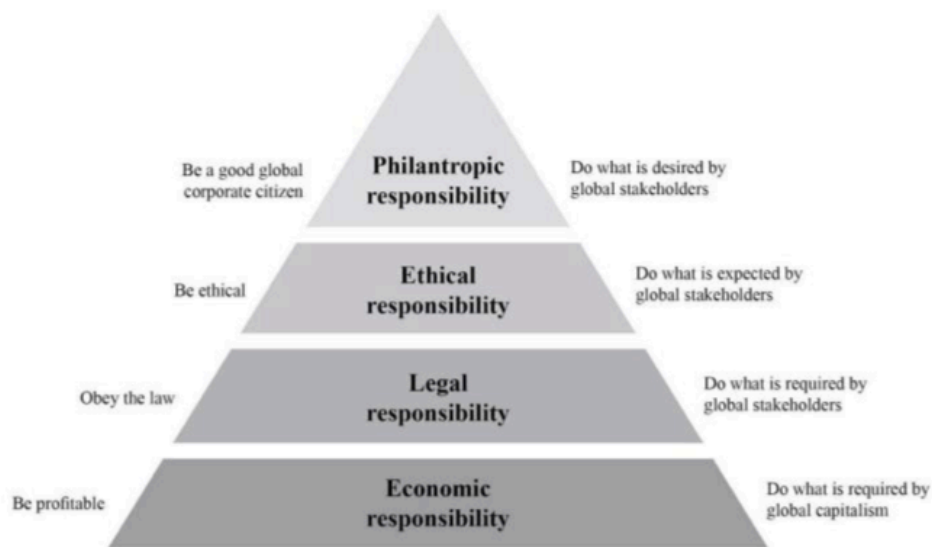 Be a good global
corporate citizen
Philantropic
responsibility
Do what is desired by
global stakeholders
Be ethical
Ethical
responsibility
Do what is expected by
global stakeholders
Obey the law
Legal
responsibility
Do what is required by
global stakeholders
Be profitable
Economic
responsibility
Do what is required by
global capitalism